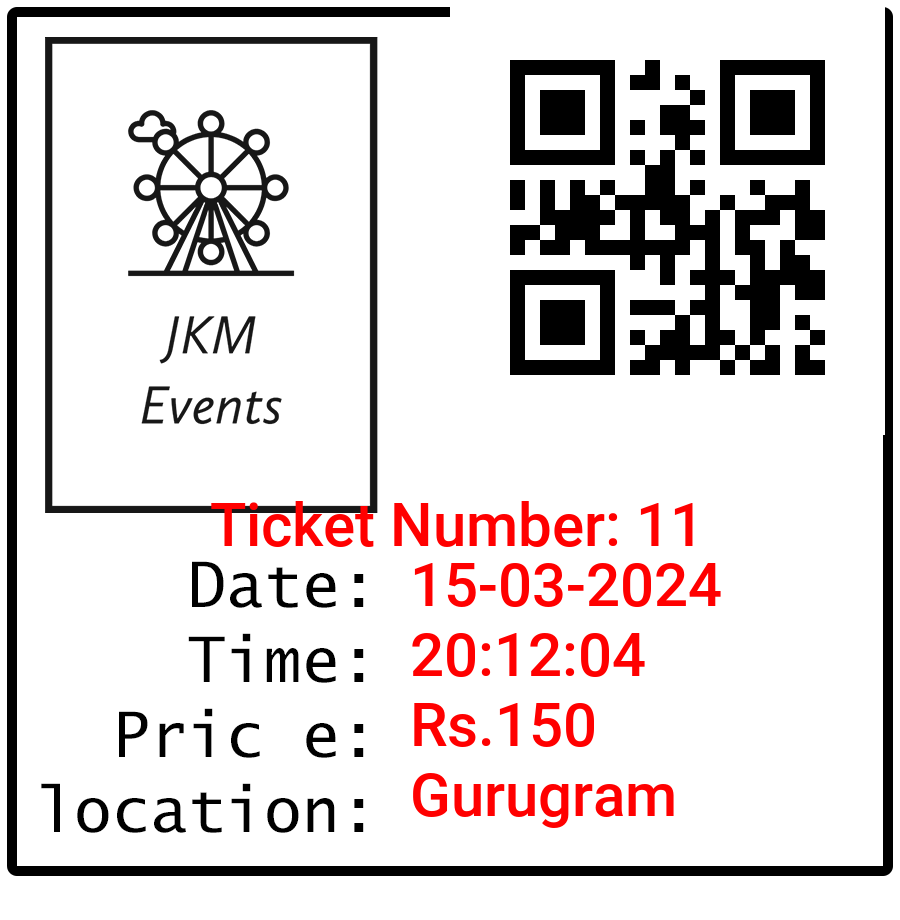 JKM
Events
Ticket Number: 11
Date: 15-03-2024
Time: 20:12:04
Pric e: Rs.150
location: Gurugram